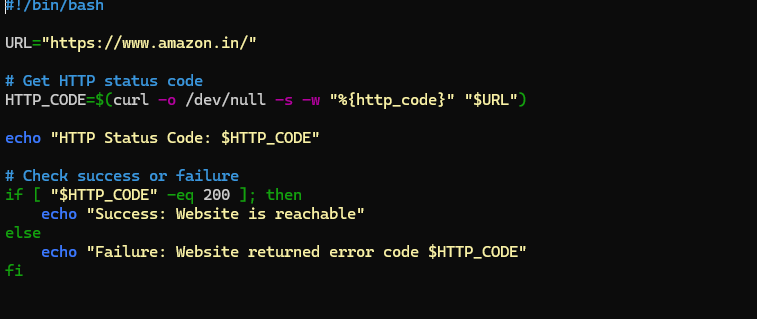 #!/bin/bash

URL="https://www.amazon.in/"

# Get HTTP status code
HTTP_CODE=$(curl -o /dev/null -s -w "%{http_code}" "$URL")

echo "HTTP Status Code: $HTTP_CODE"

# Check success or failure
if [ "$HTTP_CODE" -eq 200 ]; then
    echo "Success: Website is reachable"
else
    echo "Failure: Website returned error code $HTTP_CODE"
fi